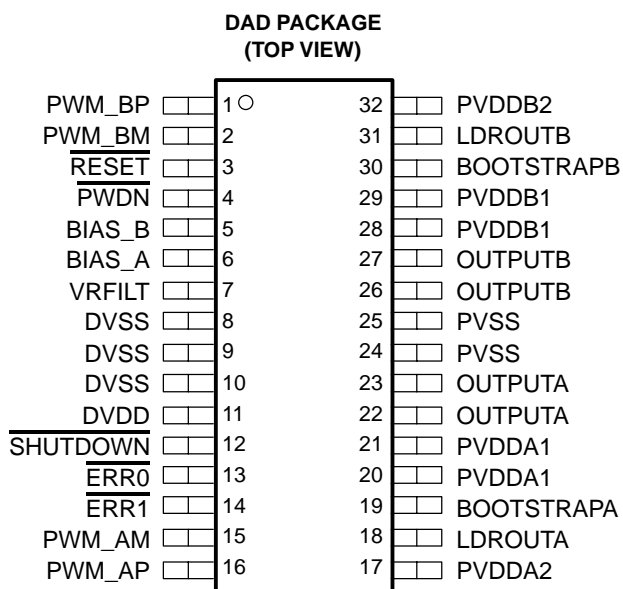 DAD PACKAGE
(TOP VIEW)
PWM_BP 1 32 PVDDB2
PWM_BM 2 31 LDROUTB
RESET 3 30 BOOTSTRAPB
PWDN 4 29 PVDDB1
BIAS_B 5 28 PVDDB1
BIAS_A 6 27 OUTPUTB
VRFILT 7 26 OUTPUTB
DVSS 8 25 PVSS
DVSS 9 24 PVSS
DVSS 10 23 OUTPUTA
DVDD 11 22 OUTPUTA
SHUTDOWN 12 21 PVDDA1
ERR0 13 20 PVDDA1
ERR1 14 19 BOOTSTRAPA
PWM_AM 15 18 LDROUTA
PWM_AP 16 17 PVDDA2